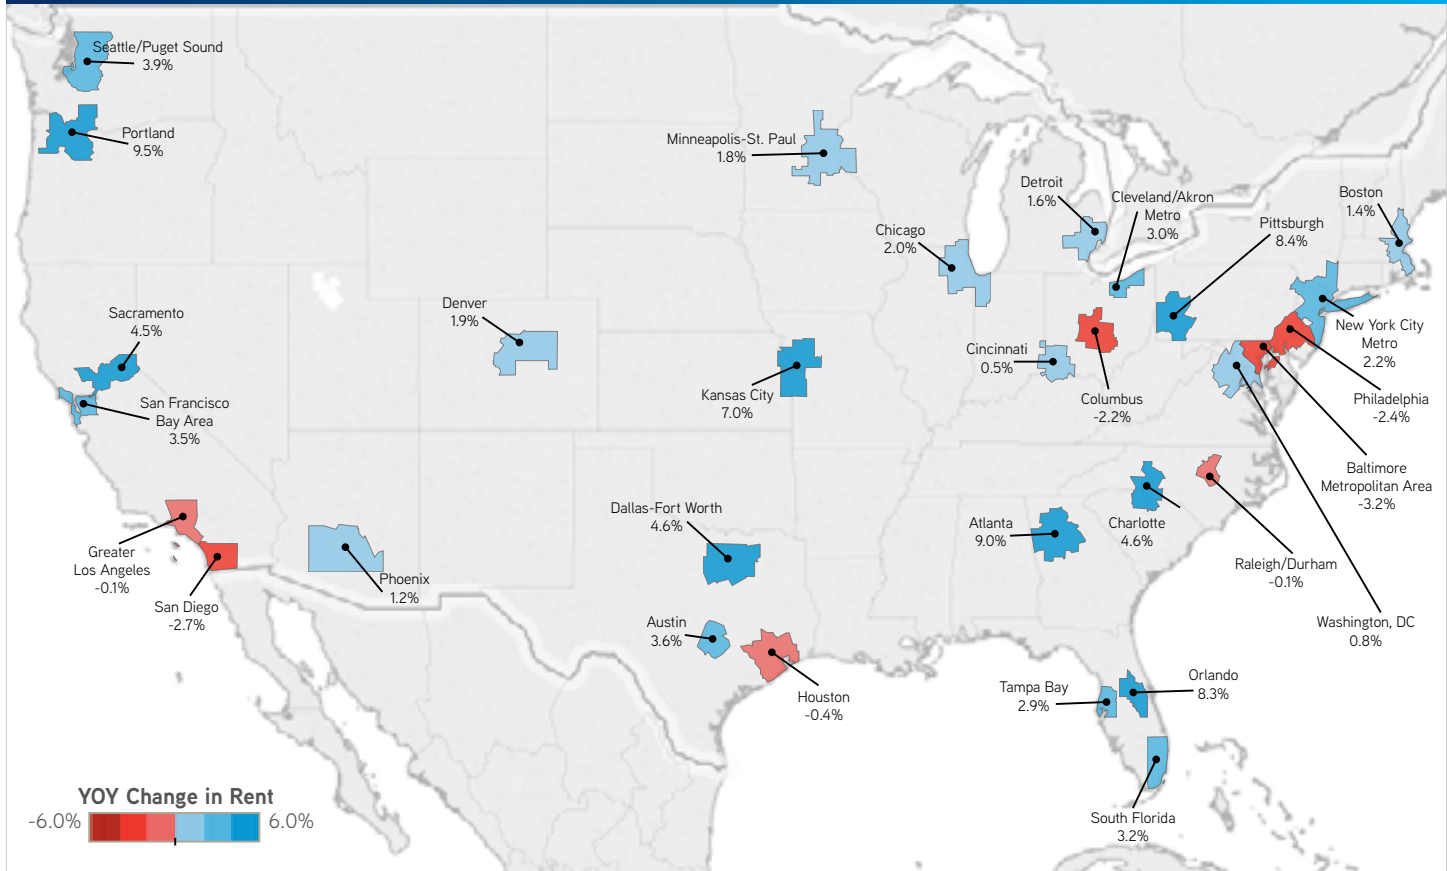 Seattle/Puget Sound
3.9%
Portland
9.5%
Minneapolis-St. Paul
1.8%
Detroit
1.6%
Cleveland/Akron
Metro
3.0%
Boston
1.4%
Pittsburgh
8.4%
Chicago
2.0%
Sacramento
4.5%
Denver
1.9%
New York City
Metro
2.2%
Cincinnati
0.5%
San Francisco
Bay Area
3.5%
Kansas City
7.0%
Columbus
-2.2%
Philadelphia
-2.4%
Baltimore
Metropolitan Area
-3.2%
Dallas-Fort Worth
4.6%
Atlanta
9.0%
Charlotte
4.6%
Greater
Los Angeles
-0.1%
Raleigh/Durham
-0.1%
Phoenix
1.2%
San Diego
-2.7%
Austin
3.6%
Washington, DC
0.8%
Houston
-0.4%
Tampa Bay
2.9%
Orlando
8.3%
South Florida
3.2%
YOY Change in Rent
-6.0% 6.0%